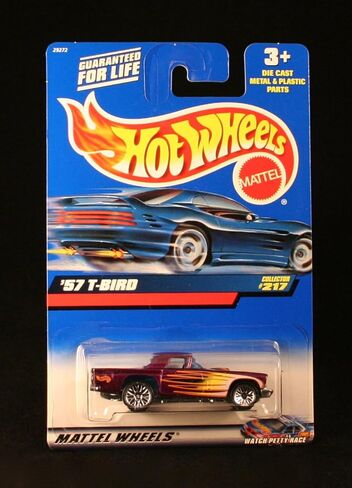 29272
GUARANTEED
FOR LIFE
3+
DIE CAST
METAL & PLASTIC
PARTS
HOT WHEELS
MATTEL
®
'57 T-BIRD
COLLECTOR
#217
MATTEL WHEELS
WATCH PETTY RACE